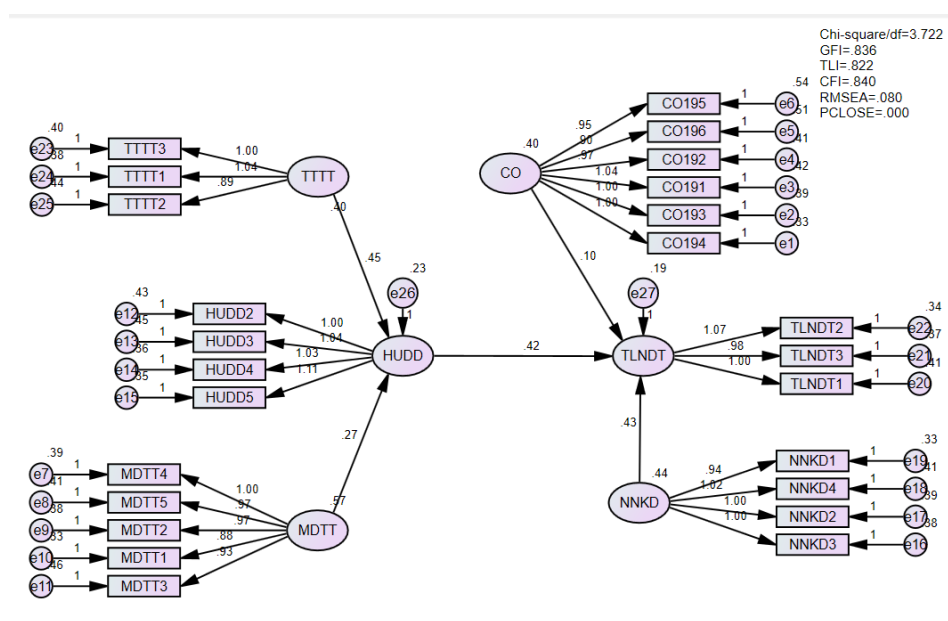 Chi-square/df=3.722
GFI=.836
TLI=.822
CFI=.840
RMSEA=.080
PCLOSE=.000
.40
e23 1 TTTT3 1.00
.38
e24 1 TTTT1 1.04
.44
e25 1 TTTT2 .89
TTTT
.40
.45
.54
CO195 1 e6
.95
.51
CO196 1 e5
.90
.41
CO192 1 e4
.97
.42
CO191 1 e3
1.04
.39
CO193 1 e2
1.00
.33
CO194 1 e1
1.00
.40
CO
.10
.43
e12 1 HUDD2 1.00
.45
e13 1 HUDD3 1.04
.36
e14 1 HUDD4 1.03
.35
e15 1 HUDD5 1.11
.23
e26
1
HUDD
.42
.19
e27
1
TLNDT
.34
1.07 TLNDT2 1 e22
.37
.98 TLNDT3 1 e21
.41
1.00 TLNDT1 1 e20
.27
.43
.39
e7 1 MDTT4 1.00
.41
e8 1 MDTT5 .97
.38
e9 1 MDTT2 .97
.33
e10 1 MDTT1 .88
.46
e11 1 MDTT3 .93
.57
MDTT
.44
NNKD
.33
.94 NNKD1 1 e19
.41
1.02 NNKD4 1 e18
.39
1.00 NNKD2 1 e17
.38
1.00 NNKD3 1 e16